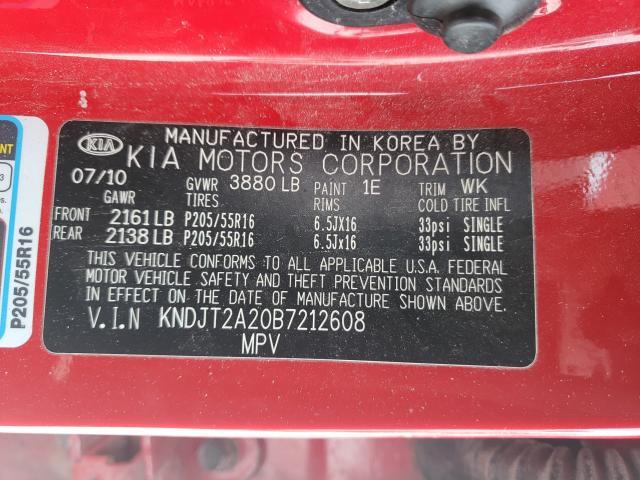 KIA MANUFACTURED IN KOREA BY
KIA MOTORS CORPORATION
07/10 GVWR 3880 LB PAINT 1E TRIM WK
GAWR TIRES RIMS COLD TIRE INFL
FRONT 2161 LB P205/55R16 6.5Jx16 33psi SINGLE
REAR 2138 LB P205/55R16 6.5Jx16 33psi SINGLE
THIS VEHICLE CONFORMS TO ALL APPLICABLE U.S.A. FEDERAL
MOTOR VEHICLE SAFETY AND THEFT PREVENTION STANDARDS
IN EFFECT ON THE DATE OF MANUFACTURE SHOWN ABOVE.
V.I.N KNDJT2A20B7212608
MPV
3
P205/55R16